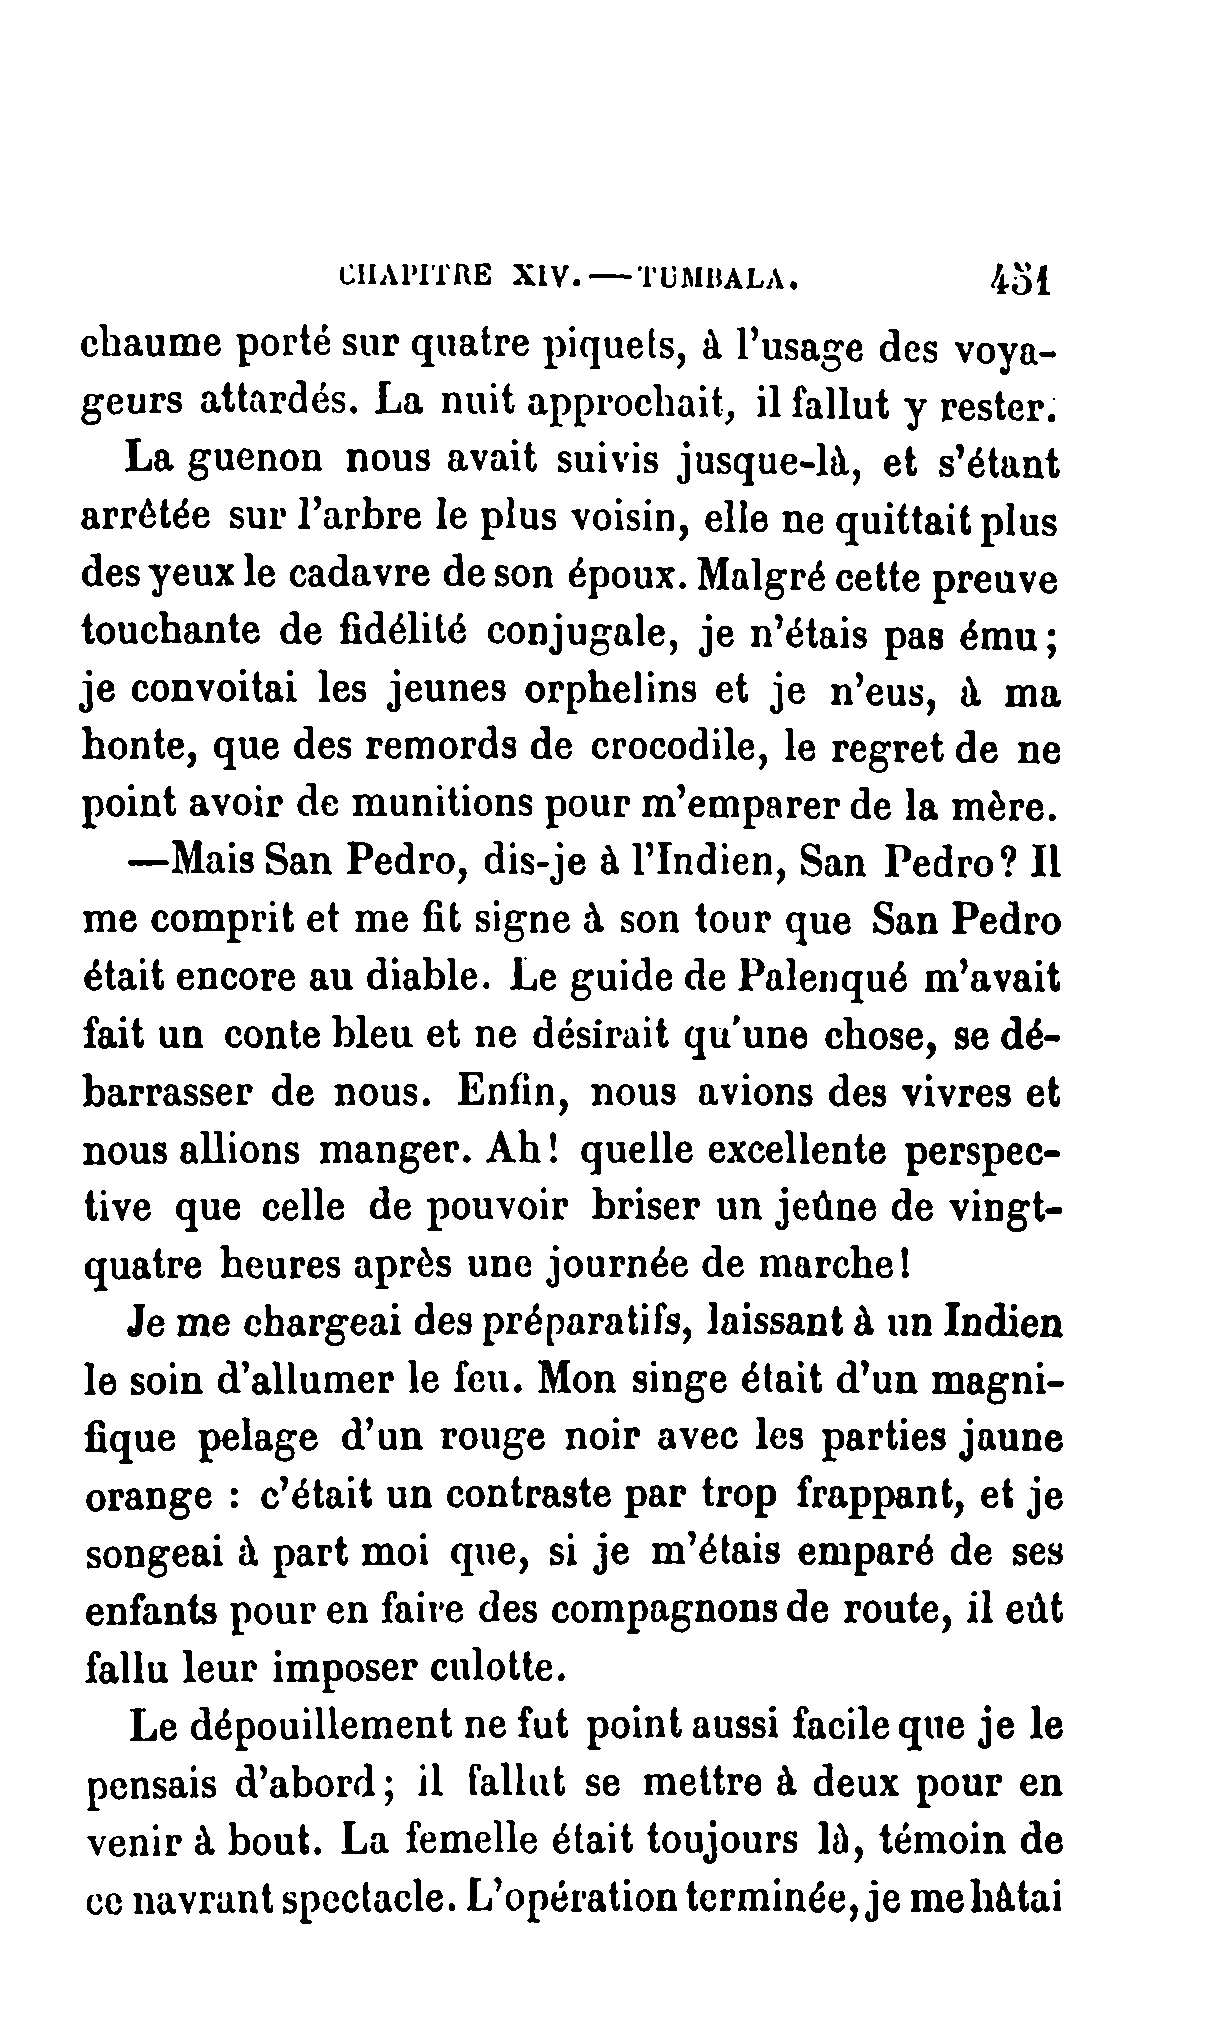 CHAPITRE XIV.—TUMBALA. 451
chaume porté sur quatre piquets, à l'usage des voya-
geurs attardés. La nuit approchait, il fallut y rester.
La guenon nous avait suivis jusque-là, et s'étant
arrêtée sur l'arbre le plus voisin, elle ne quittait plus
des yeux le cadavre de son époux. Malgré cette preuve
touchante de fidélité conjugale, je n'étais pas ému;
je convoitai les jeunes orphelins et je n'eus, à ma
honte, que des remords de crocodile, le regret de ne
point avoir de munitions pour m'emparer de la mère.
—Mais San Pedro, dis-je à l'Indien, San Pedro? Il
me comprit et me fit signe à son tour que San Pedro
était encore au diable. Le guide de Palenqué m'avait
fait un conte bleu et ne désirait qu'une chose, se dé-
barrasser de nous. Enfin, nous avions des vivres et
nous allions manger. Ah! quelle excellente perspec-
tive que celle de pouvoir briser un jeûne de vingt-
quatre heures après une journée de marche!
Je me chargeai des préparatifs, laissant à un Indien
le soin d'allumer le feu. Mon singe était d'un magni-
fique pelage d'un rouge noir avec les parties jaune
orange : c'était un contraste par trop frappant, et je
songeai à part moi que, si je m'étais emparé de ses
enfants pour en faire des compagnons de route, il eût
fallu leur imposer culotte.
Le dépouillement ne fut point aussi facile que je le
pensais d'abord; il fallut se mettre à deux pour en
venir à bout. La femelle était toujours là, témoin de
ce navrant spectacle. L'opération terminée, je me hâtai